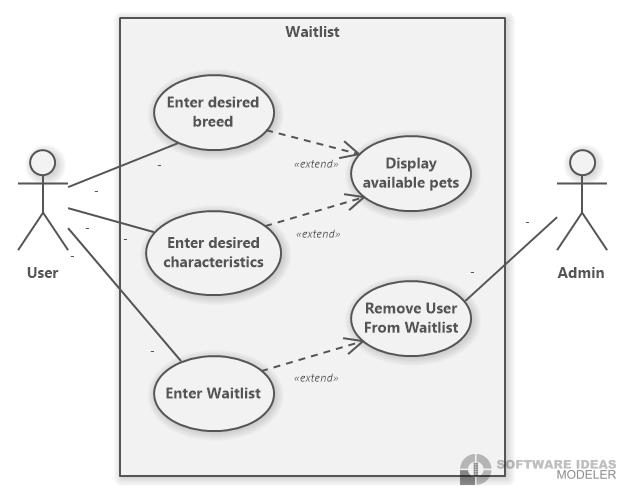 Waitlist
Enter desired
breed
«extend»
Display
available pets
User
Enter desired
characteristics
«extend»
Admin
Remove User
From Waitlist
Enter Waitlist
«extend»
-
-
-
-
-
-
-
-
SOFTWARE IDEAS
MODELER